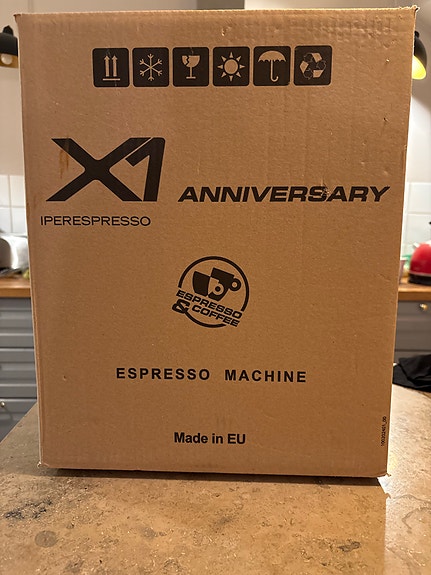 X1 ANNIVERSARY
IPERESPRESSO
ESPRESSO
& COFFEE
ESPRESSO MACHINE
Made in EU